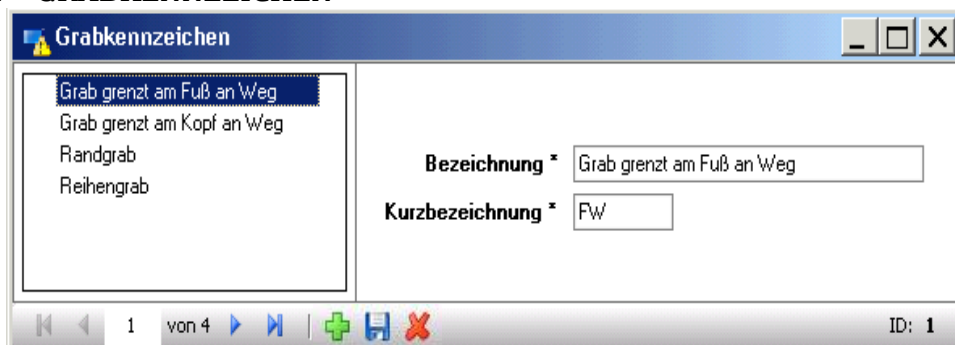 Grabkennzeichen
Grab grenzt am Fuß an Weg
Grab grenzt am Kopf an Weg
Randgrab
Reihengrab
Bezeichnung * Grab grenzt am Fuß an Weg
Kurzbezeichnung * FW
1 von 4 ID: 1